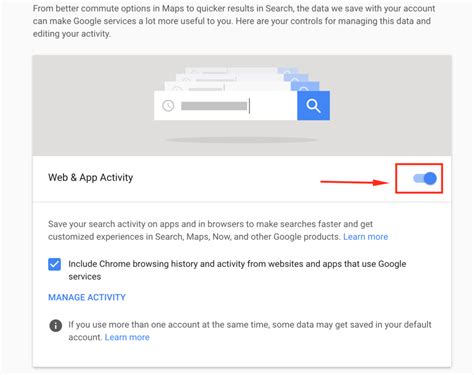 From better commute options in Maps to quicker results in Search, the data we save with your account
can make Google services a lot more useful to you. Here are your controls for managing this data and
editing your activity.
Web & App Activity
Save your search activity on apps and in browsers to make searches faster and get
customized experiences in Search, Maps, Now, and other Google products. Learn more
Include Chrome browsing history and activity from websites and apps that use Google
services
MANAGE ACTIVITY
If you use more than one account at the same time, some data may get saved in your default
account. Learn more